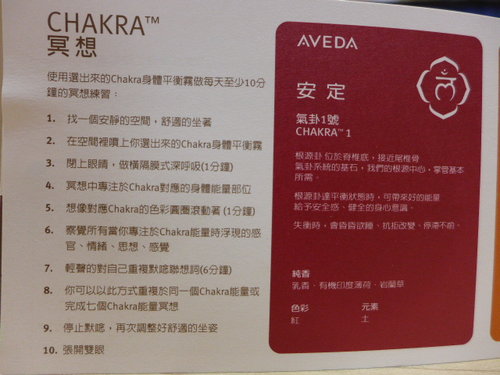 CHAKRA™
冥想
使用選出來的Chakra身體平衡霧做每天至少10分
鐘的冥想練習：
1. 找一個安靜的空間，舒適的坐著
2. 在空間裡噴上你選出來的Chakra身體平衡霧
3. 閉上眼睛，做橫隔膜式深呼吸(1分鐘)
4. 冥想中專注於Chakra對應的身體能量部位
5. 想像對應Chakra的色彩圓圈滾動著 (1分鐘)
6. 察覺所有當你專注於Chakra能量時浮現的感
官、情緒、思想、感覺
7. 輕聲的對自己重複默唸聯想詞(6分鐘)
8. 你可以以此方式重複於同一個Chakra能量或
完成七個Chakra能量冥想
9. 停止默唸，再次調整好舒適的坐姿
10. 張開雙眼
AVEDA
安定
氣卦1號
CHAKRA™ 1
根源卦 位於脊椎底，接近尾椎骨
氣卦系統的基石，我們的根源中心，掌管基本
所需。
根源卦達平衡狀態時，可帶來好的能量
給予安全感、健全的身心意識。
失衡時，會昏昏欲睡、抗拒改變、停滯不前。
純香
乳香、有機印度薄荷、岩蘭草
色彩 元素
紅 土